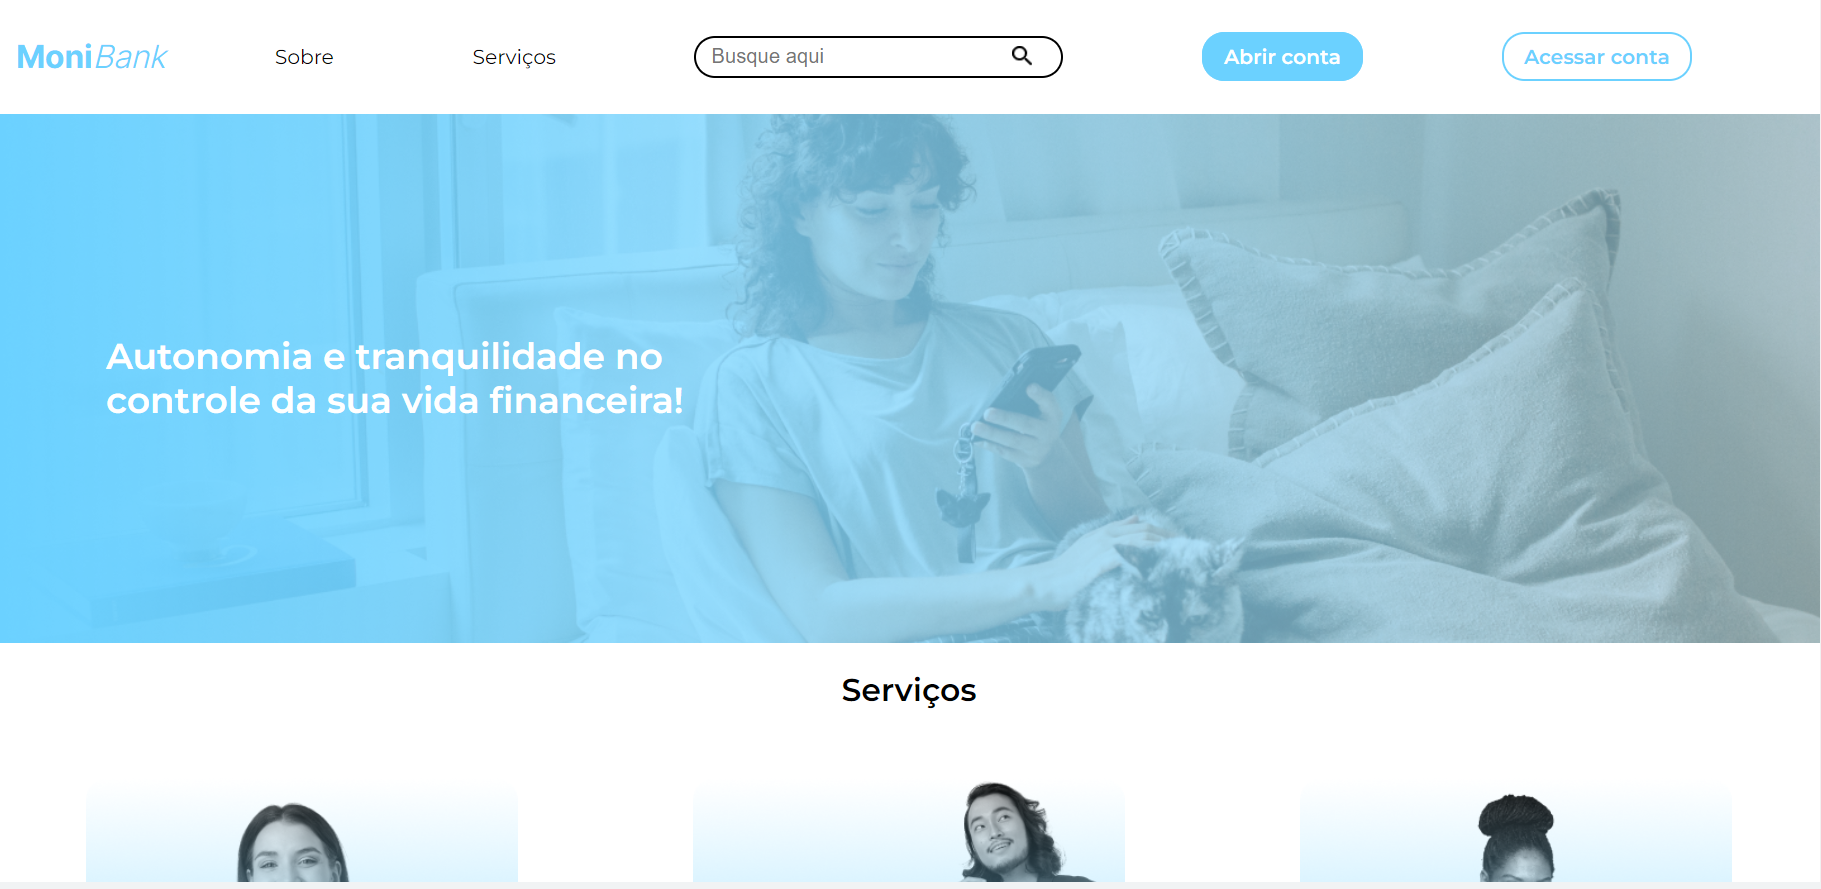 MoniBank
Sobre
Serviços
Busque aqui
Abrir conta
Acessar conta
Autonomia e tranquilidade no
controle da sua vida financeira!
Serviços